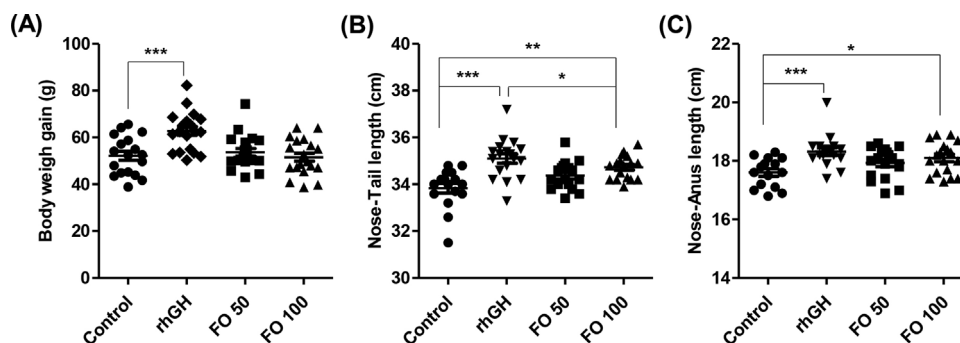 (A)
Body weigh gain (g)
100
80
60
40
20
0
***
Control
rhGH
FO 50
FO 100
(B)
Nose-Tail length (cm)
40
38
36
34
32
30
**
***
*
Control
rhGH
FO 50
FO 100
(C)
Nose-Anus length (cm)
22
20
18
16
14
*
***
Control
rhGH
FO 50
FO 100